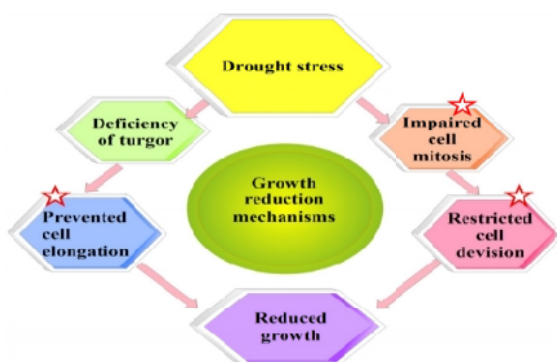 Drought stress
Deficiency
of turgor
Impaired
cell
mitosis
Growth
reduction
mechanisms
Prevented
cell
elongation
Restricted
cell
devision
Reduced
growth